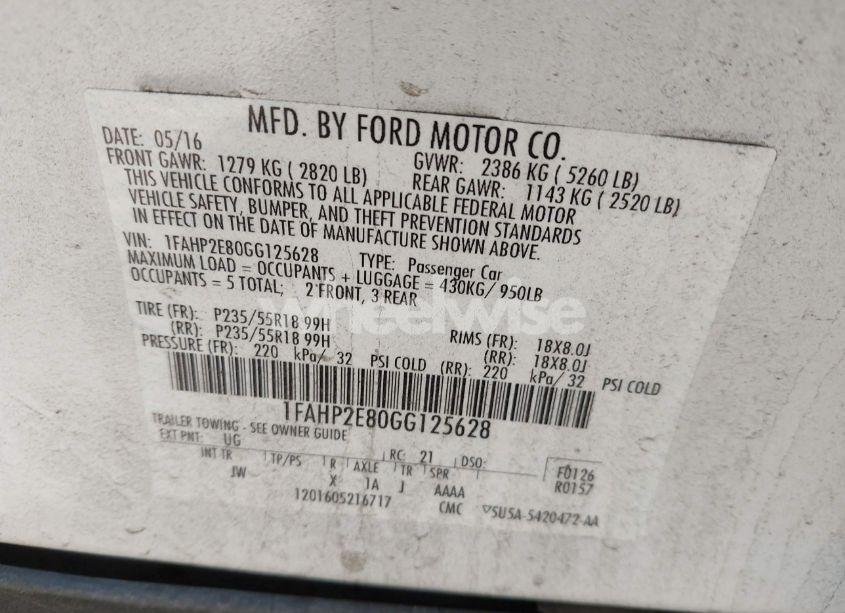 MFD. BY FORD MOTOR CO.
DATE: 05/16 GVWR: 2386 KG ( 5260 LB)
FRONT GAWR: 1279 KG ( 2820 LB) REAR GAWR: 1143 KG ( 2520 LB)
THIS VEHICLE CONFORMS TO ALL APPLICABLE FEDERAL MOTOR
VEHICLE SAFETY, BUMPER, AND THEFT PREVENTION STANDARDS
IN EFFECT ON THE DATE OF MANUFACTURE SHOWN ABOVE.
VIN: 1FAHP2E80GG125628 TYPE: Passenger Car
MAXIMUM LOAD = OCCUPANTS + LUGGAGE = 430KG/ 950LB
OCCUPANTS = 5 TOTAL; 2 FRONT, 3 REAR
wheelwise
TIRE (FR): P235/55R18 99H RIMS (FR): 18X8.0J
(RR): P235/55R18 99H (RR): 18X8.0J
PRESSURE (FR): 220 kPa/ 32 PSI COLD (RR): 220 kPa/ 32 PSI COLD
1FAHP2E80GG125628
TRAILER TOWING - SEE OWNER GUIDE
EXT PNT: UG RC: 21 DSO: F0126
INT TR TP/PS R AXLE TR SPR R0157
JW X 1A J AAAA
1201605216717 CMC ▽5U5A-5420472-AA